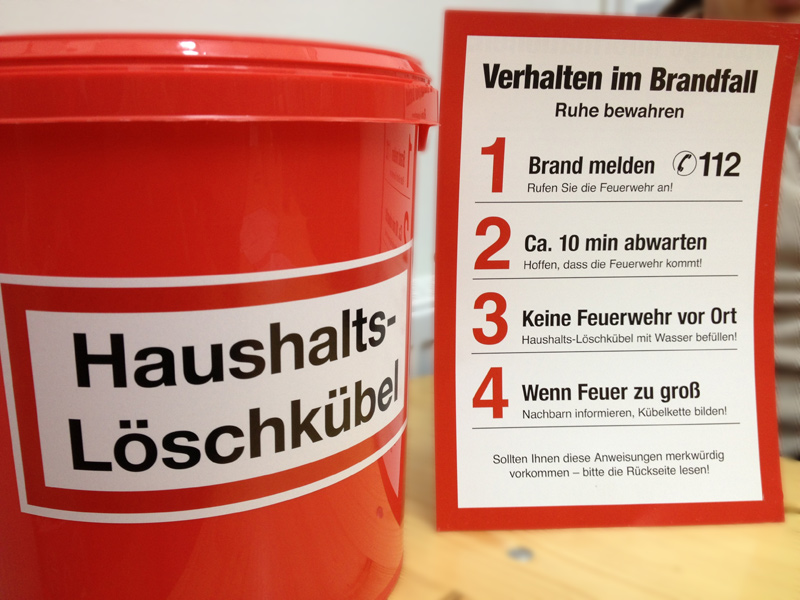 Haushalts-
Löschkübel
Verhalten im Brandfall
Ruhe bewahren
1 Brand melden ✆ 112
Rufen Sie die Feuerwehr an!
2 Ca. 10 min abwarten
Hoffen, dass die Feuerwehr kommt!
3 Keine Feuerwehr vor Ort
Haushalts-Löschkübel mit Wasser befüllen!
4 Wenn Feuer zu groß
Nachbarn informieren, Kübelkette bilden!
Sollten Ihnen diese Anweisungen merkwürdig
vorkommen – bitte die Rückseite lesen!